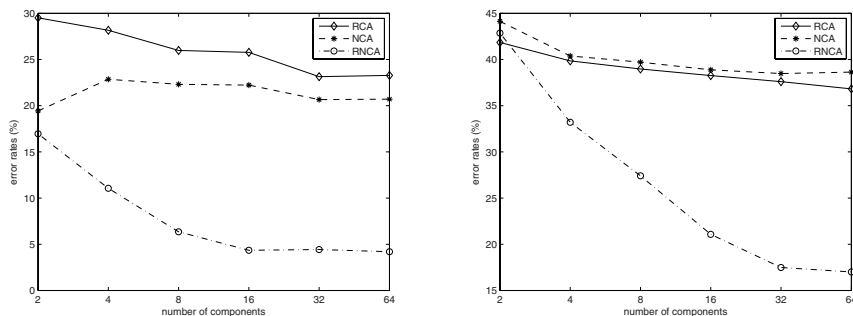 30
25
20
15
10
5
0
error rates (%)
2 4 8 16 32 64
number of components
RCA
NCA
RNCA
45
40
35
30
25
20
15
error rates (%)
2 4 8 16 32 64
number of components
RCA
NCA
RNCA